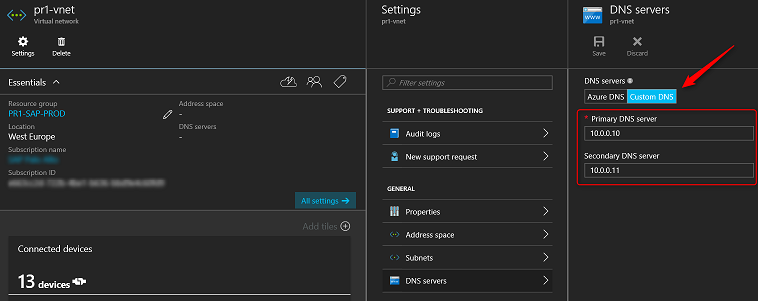 pr1-vnet
Virtual network
Settings
Delete
Essentials
Resource group
PR1-SAP-PROD
Location
West Europe
Subscription name
Subscription ID
Address space
-
DNS servers
-
All settings →
Add tiles
Connected devices
13 devices
Settings
pr1-vnet
Filter settings
SUPPORT + TROUBLESHOOTING
Audit logs
New support request
GENERAL
Properties
Address space
Subnets
DNS servers
www
DNS servers
pr1-vnet
Save
Discard
DNS servers
Azure DNS Custom DNS
* Primary DNS server
10.0.0.10
Secondary DNS server
10.0.0.11